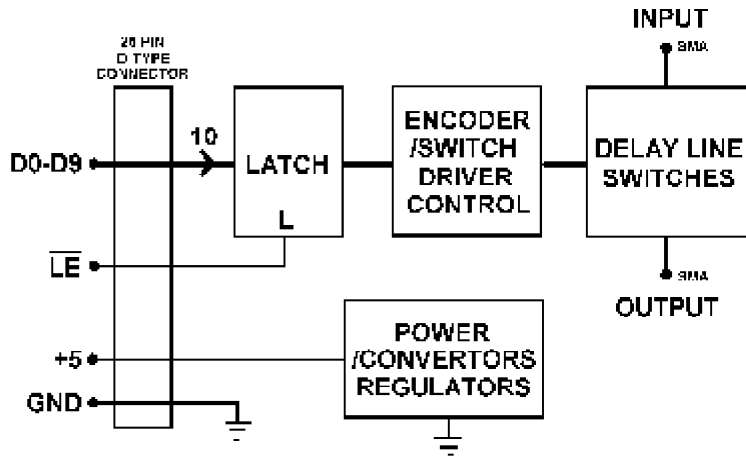 INPUT
SMA
26 PIN
D TYPE
CONNECTOR
10
D0-D9
LATCH
L
ENCODER
/SWITCH
DRIVER
CONTROL
DELAY LINE
SWITCHES
LE
SMA
OUTPUT
+5
POWER
/CONVERTORS
REGULATORS
GND